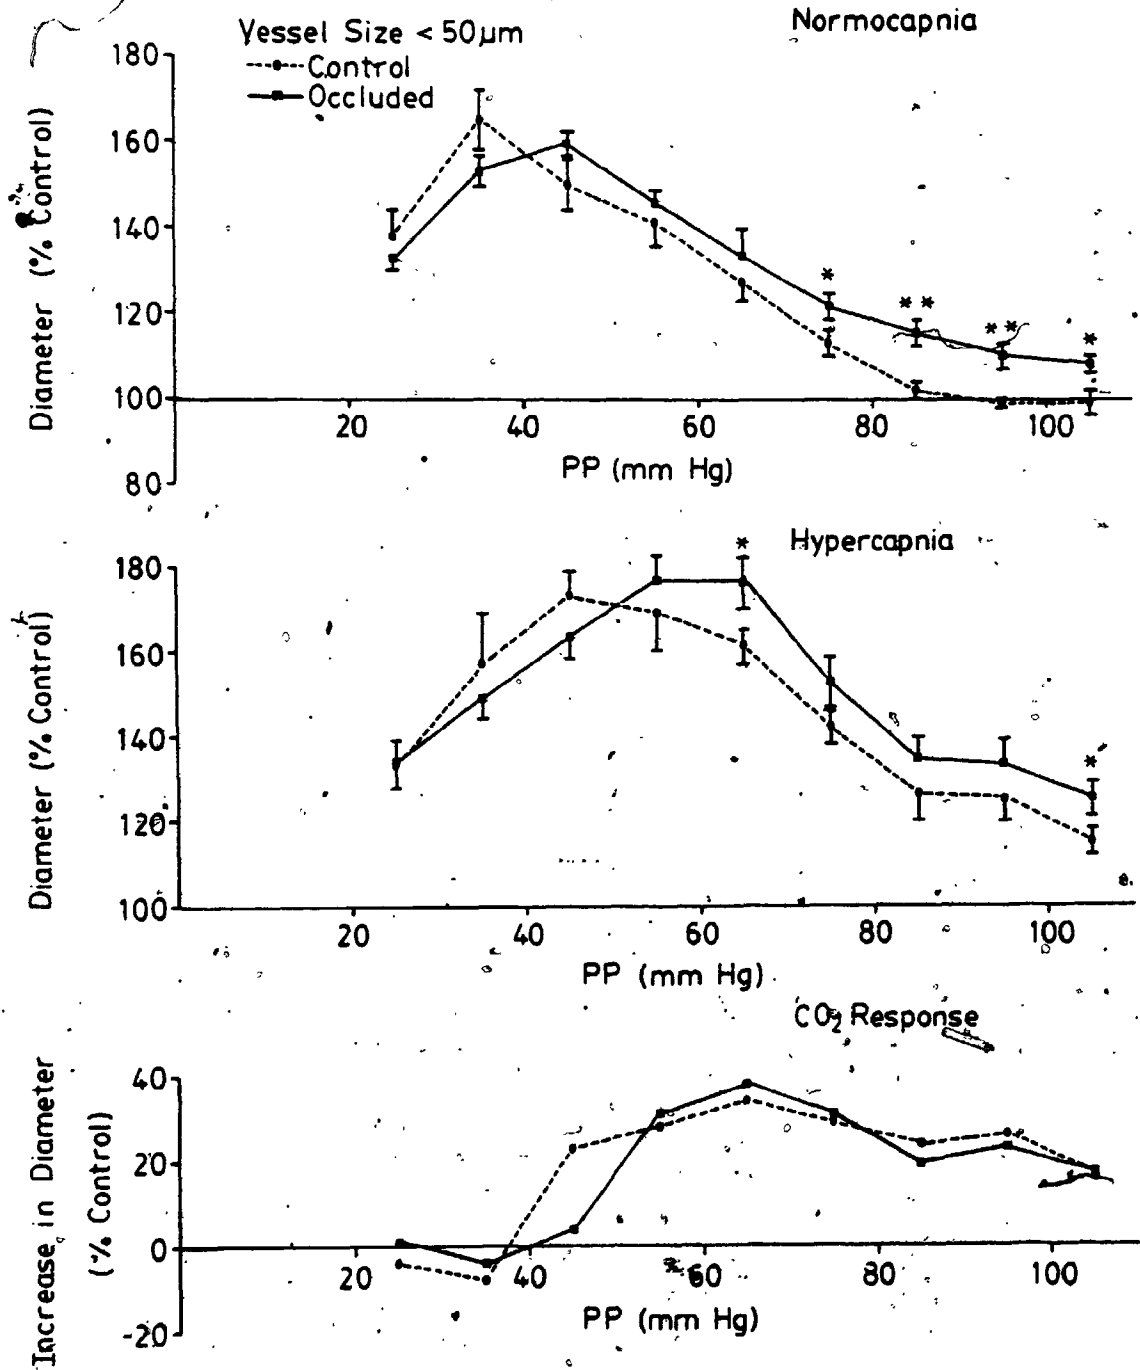 Vessel Size < 50µm
Normocapnia
Control
Occluded
Diameter (% Control)
180
160
140
120
100
80
*
* *
* *
*
20 40 60 80 100
PP (mm Hg)
Hypercapnia
Diameter (% Control)
180
160
140
120
100
*
*
20 40 60 80 100
PP (mm Hg)
CO₂ Response
Increase in Diameter
(% Control)
40
20
0
-20
20 40 60 80 100
PP (mm Hg)